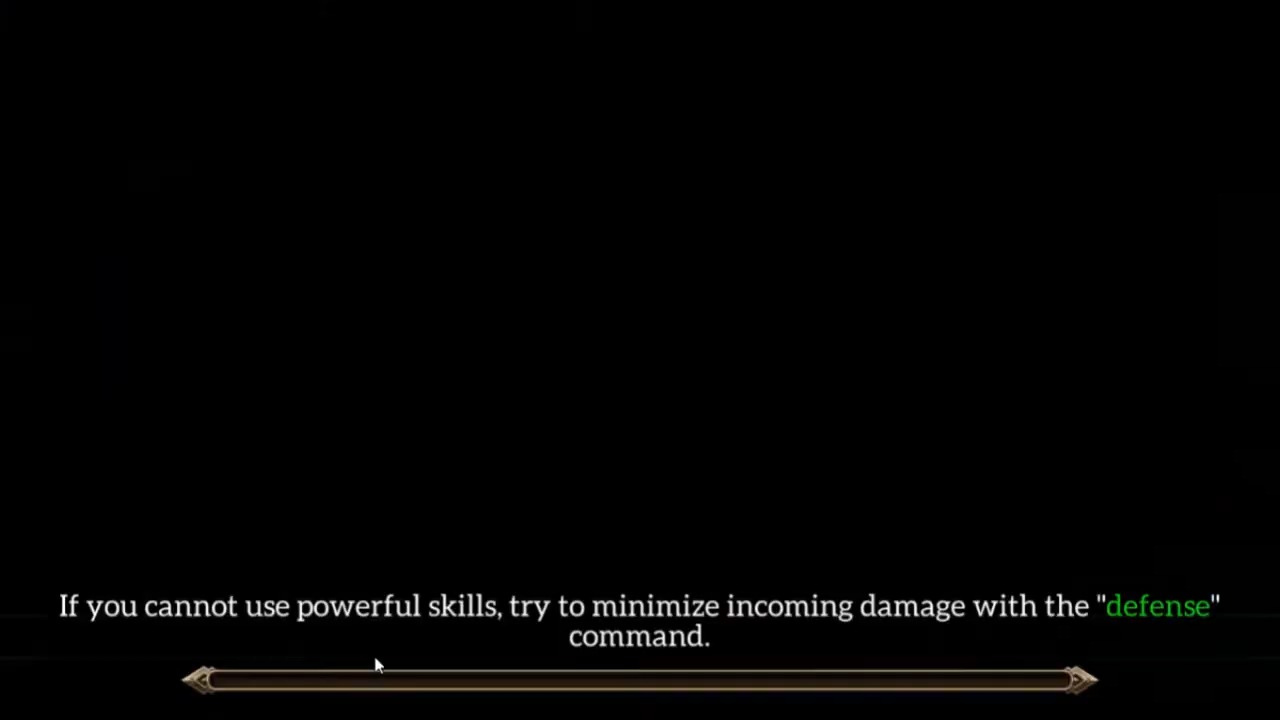 If you cannot use powerful skills, try to minimize incoming damage with the "defense"
command.